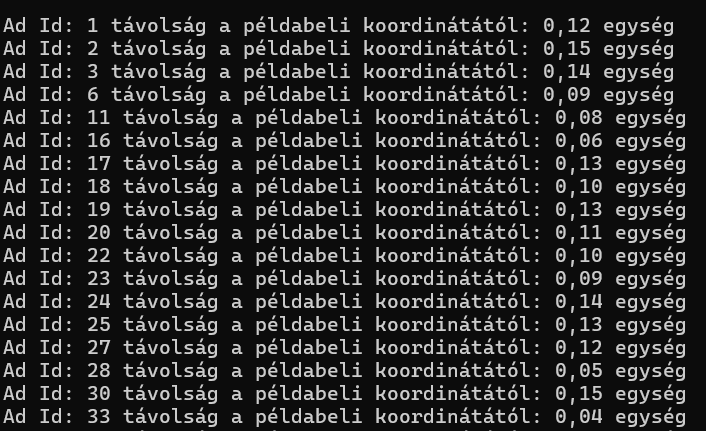 Ad Id: 1 távolság a példabeli koordinátától: 0,12 egység
Ad Id: 2 távolság a példabeli koordinátától: 0,15 egység
Ad Id: 3 távolság a példabeli koordinátától: 0,14 egység
Ad Id: 6 távolság a példabeli koordinátától: 0,09 egység
Ad Id: 11 távolság a példabeli koordinátától: 0,08 egység
Ad Id: 16 távolság a példabeli koordinátától: 0,06 egység
Ad Id: 17 távolság a példabeli koordinátától: 0,13 egység
Ad Id: 18 távolság a példabeli koordinátától: 0,10 egység
Ad Id: 19 távolság a példabeli koordinátától: 0,13 egység
Ad Id: 20 távolság a példabeli koordinátától: 0,11 egység
Ad Id: 22 távolság a példabeli koordinátától: 0,10 egység
Ad Id: 23 távolság a példabeli koordinátától: 0,09 egység
Ad Id: 24 távolság a példabeli koordinátától: 0,14 egység
Ad Id: 25 távolság a példabeli koordinátától: 0,13 egység
Ad Id: 27 távolság a példabeli koordinátától: 0,12 egység
Ad Id: 28 távolság a példabeli koordinátától: 0,05 egység
Ad Id: 30 távolság a példabeli koordinátától: 0,15 egység
Ad Id: 33 távolság a példabeli koordinátától: 0,04 egység